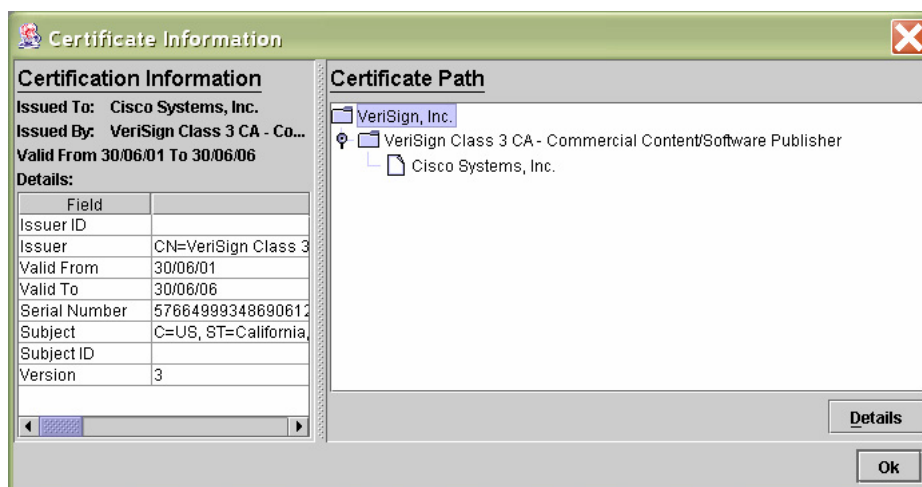 Certificate Information
Certification Information
Issued To: Cisco Systems, Inc.
Issued By: VeriSign Class 3 CA - Co...
Valid From 30/06/01 To 30/06/06
Details:
Field
Issuer ID
Issuer CN=VeriSign Class 3
Valid From 30/06/01
Valid To 30/06/06
Serial Number 57664999348690612
Subject C=US, ST=California,
Subject ID
Version 3
Certificate Path
VeriSign, Inc.
VeriSign Class 3 CA - Commercial Content/Software Publisher
Cisco Systems, Inc.
Details
Ok